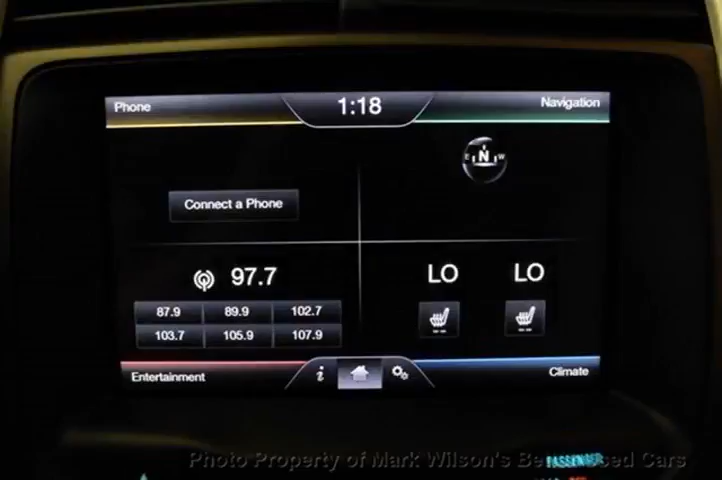 Phone
1:18
Navigation
E N W
Connect a Phone
97.7
LO LO
87.9 89.9 102.7
103.7 105.9 107.9
Entertainment
i
Climate
Photo Property of Mark Wilson's Used Cars
PASSENGER